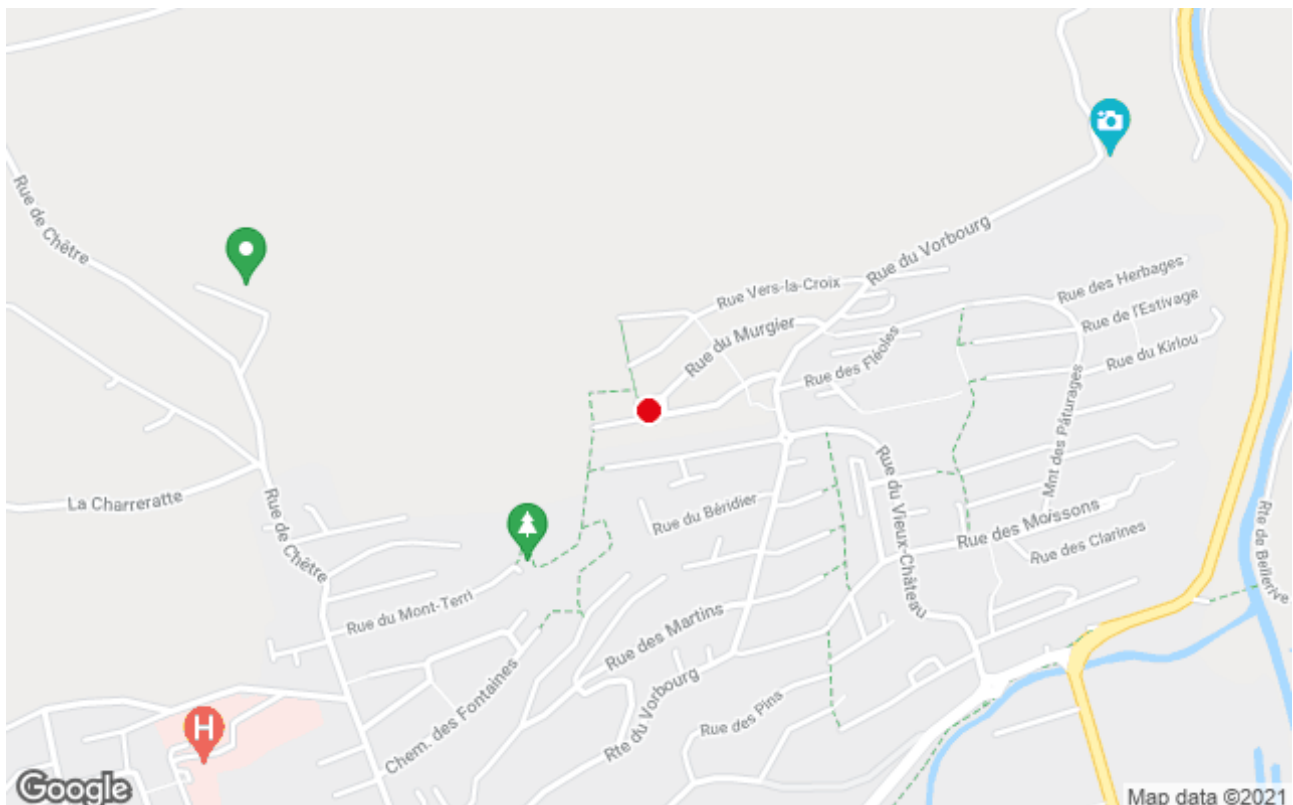 Rue de Chêtre
Rue du Vorbourg
Rue Vers-la-Croix
Rue des Herbages
Rue du Murgier
Rue de l'Estivage
Rue des Fléoles
Rue du Kirlou
Mnt des Pâturages
La Charreratte
Rue de Chêtre
Rue du Béridier
Rue du Vieux-Château
Rue des Moissons
Rue des Clarines
Rte de Bellerive
Rue du Mont-Terri
Rue des Martins
Chem. des Fontaines
Rte du Vorbourg
Rue des Pins
H
Google
Map data ©2021